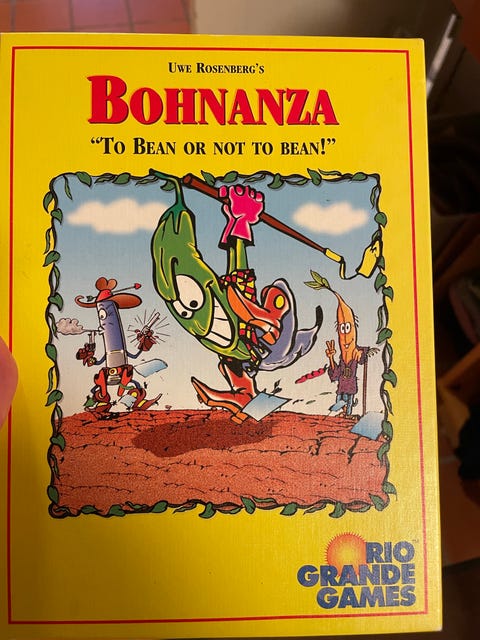 Uwe Rosenberg's
Bohnanza
“To Bean or not to bean!”
RIO
GRANDE
GAMES